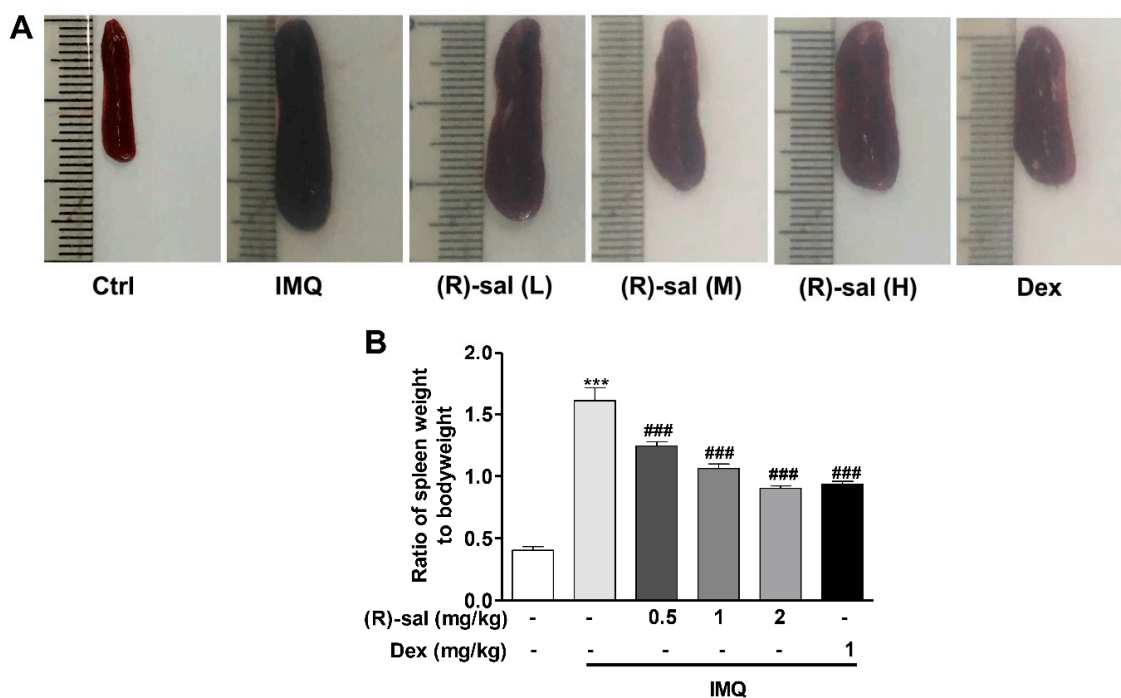 A
Ctrl IMQ (R)-sal (L) (R)-sal (M) (R)-sal (H) Dex
B
Ratio of spleen weight
to bodyweight
2.0
1.5
1.0
0.5
0.0
***
###
###
###
###
(R)-sal (mg/kg) - - 0.5 1 2 -
Dex (mg/kg) - - - - - 1
IMQ